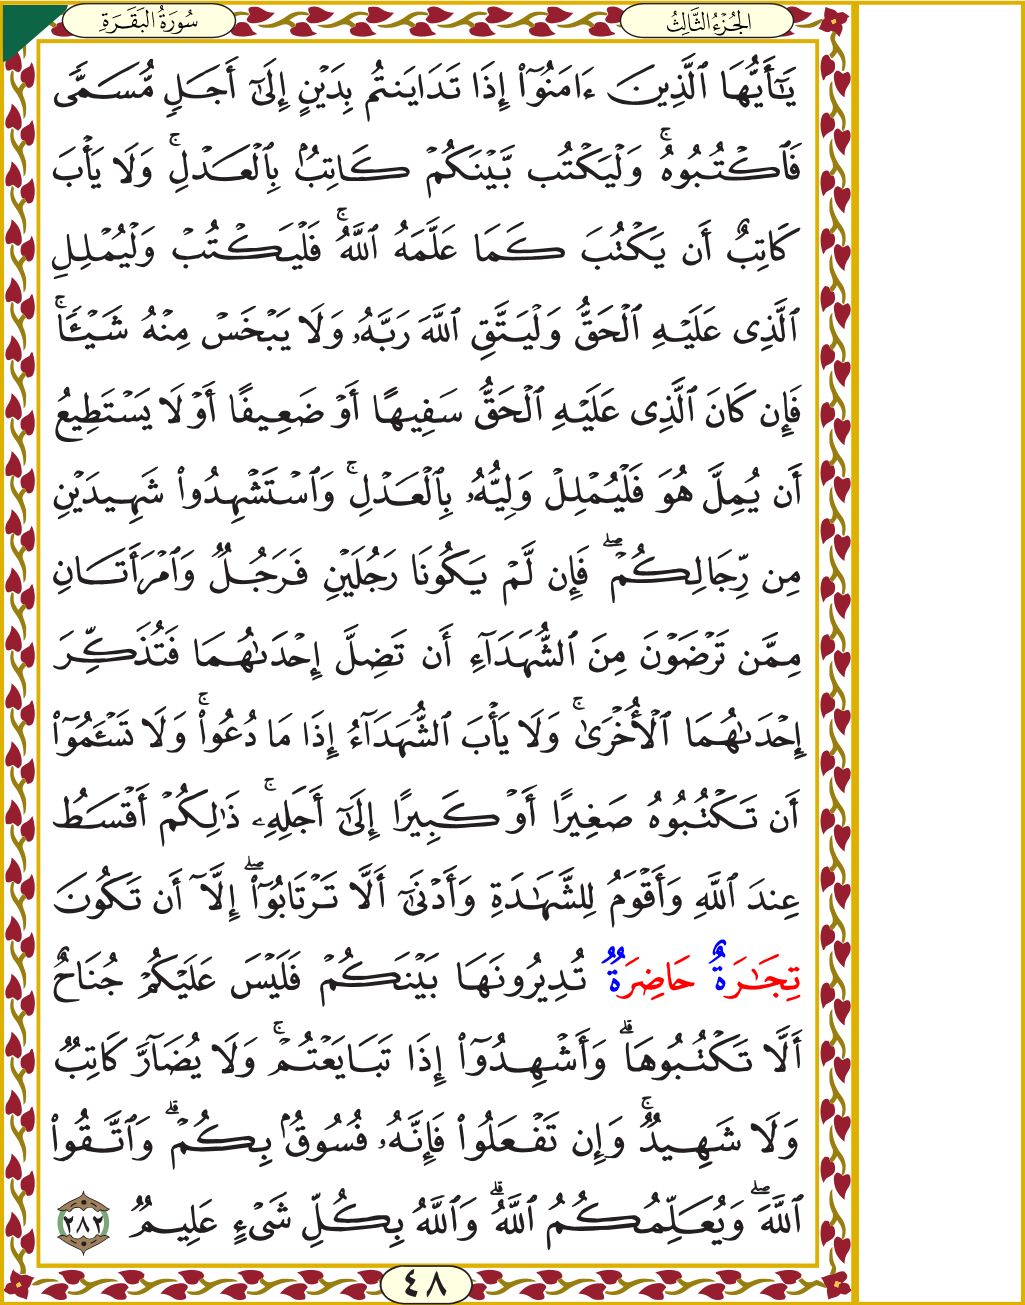 الجُزْءُ الثَّالِثُ
سُورَةُ البَقَرَةِ
يَـٰٓأَيُّهَا ٱلَّذِينَ ءَامَنُوٓا۟ إِذَا تَدَايَنتُم بِدَيْنٍ إِلَىٰٓ أَجَلٍ مُّسَمًّى
فَٱكْتُبُوهُ ۚ وَلْيَكْتُب بَّيْنَكُمْ كَاتِبٌۢ بِٱلْعَدْلِ ۚ وَلَا يَأْبَ
كَاتِبٌ أَن يَكْتُبَ كَمَا عَلَّمَهُ ٱللَّهُ ۚ فَلْيَكْتُبْ وَلْيُمْلِلِ
ٱلَّذِى عَلَيْهِ ٱلْحَقُّ وَلْيَتَّقِ ٱللَّهَ رَبَّهُۥ وَلَا يَبْخَسْ مِنْهُ شَيْـًٔا ۚ
فَإِن كَانَ ٱلَّذِى عَلَيْهِ ٱلْحَقُّ سَفِيهًا أَوْ ضَعِيفًا أَوْ لَا يَسْتَطِيعُ
أَن يُمِلَّ هُوَ فَلْيُمْلِلْ وَلِيُّهُۥ بِٱلْعَدْلِ ۚ وَٱسْتَشْهِدُوا۟ شَهِيدَيْنِ
مِن رِّجَالِكُمْ ۖ فَإِن لَّمْ يَكُونَا رَجُلَيْنِ فَرَجُلٌ وَٱمْرَأَتَانِ
مِمَّن تَرْضَوْنَ مِنَ ٱلشُّهَدَآءِ أَن تَضِلَّ إِحْدَىٰهُمَا فَتُذَكِّرَ
إِحْدَىٰهُمَا ٱلْأُخْرَىٰ ۚ وَلَا يَأْبَ ٱلشُّهَدَآءُ إِذَا مَا دُعُوا۟ ۚ وَلَا تَسْـَٔمُوٓا۟
أَن تَكْتُبُوهُ صَغِيرًا أَوْ كَبِيرًا إِلَىٰٓ أَجَلِهِۦ ۚ ذَٰلِكُمْ أَقْسَطُ
عِندَ ٱللَّهِ وَأَقْوَمُ لِلشَّهَـٰدَةِ وَأَدْنَىٰٓ أَلَّا تَرْتَابُوٓا۟ ۖ إِلَّآ أَن تَكُونَ
تِجَـٰرَةٌ حَاضِرَةٌ تُدِيرُونَهَا بَيْنَكُمْ فَلَيْسَ عَلَيْكُمْ جُنَاحٌ
أَلَّا تَكْتُبُوهَا ۗ وَأَشْهِدُوٓا۟ إِذَا تَبَايَعْتُمْ ۚ وَلَا يُضَآرَّ كَاتِبٌ
وَلَا شَهِيدٌ ۚ وَإِن تَفْعَلُوا۟ فَإِنَّهُۥ فُسُوقٌۢ بِكُمْ ۗ وَٱتَّقُوا۟
ٱللَّهَ ۖ وَيُعَلِّمُكُمُ ٱللَّهُ ۗ وَٱللَّهُ بِكُلِّ شَىْءٍ عَلِيمٌ ٢٨٢
٤٨